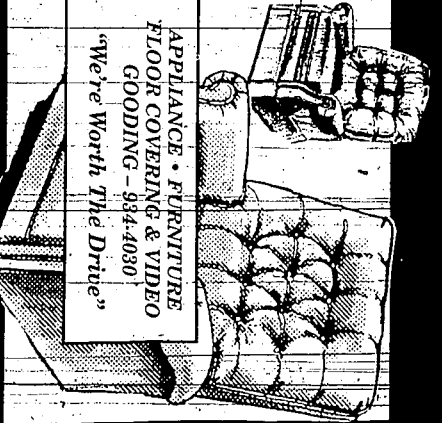 APPLIANCE • FURNITURE
FLOOR COVERING & VIDEO
GOODING – 934-4030
"We're Worth The Drive"